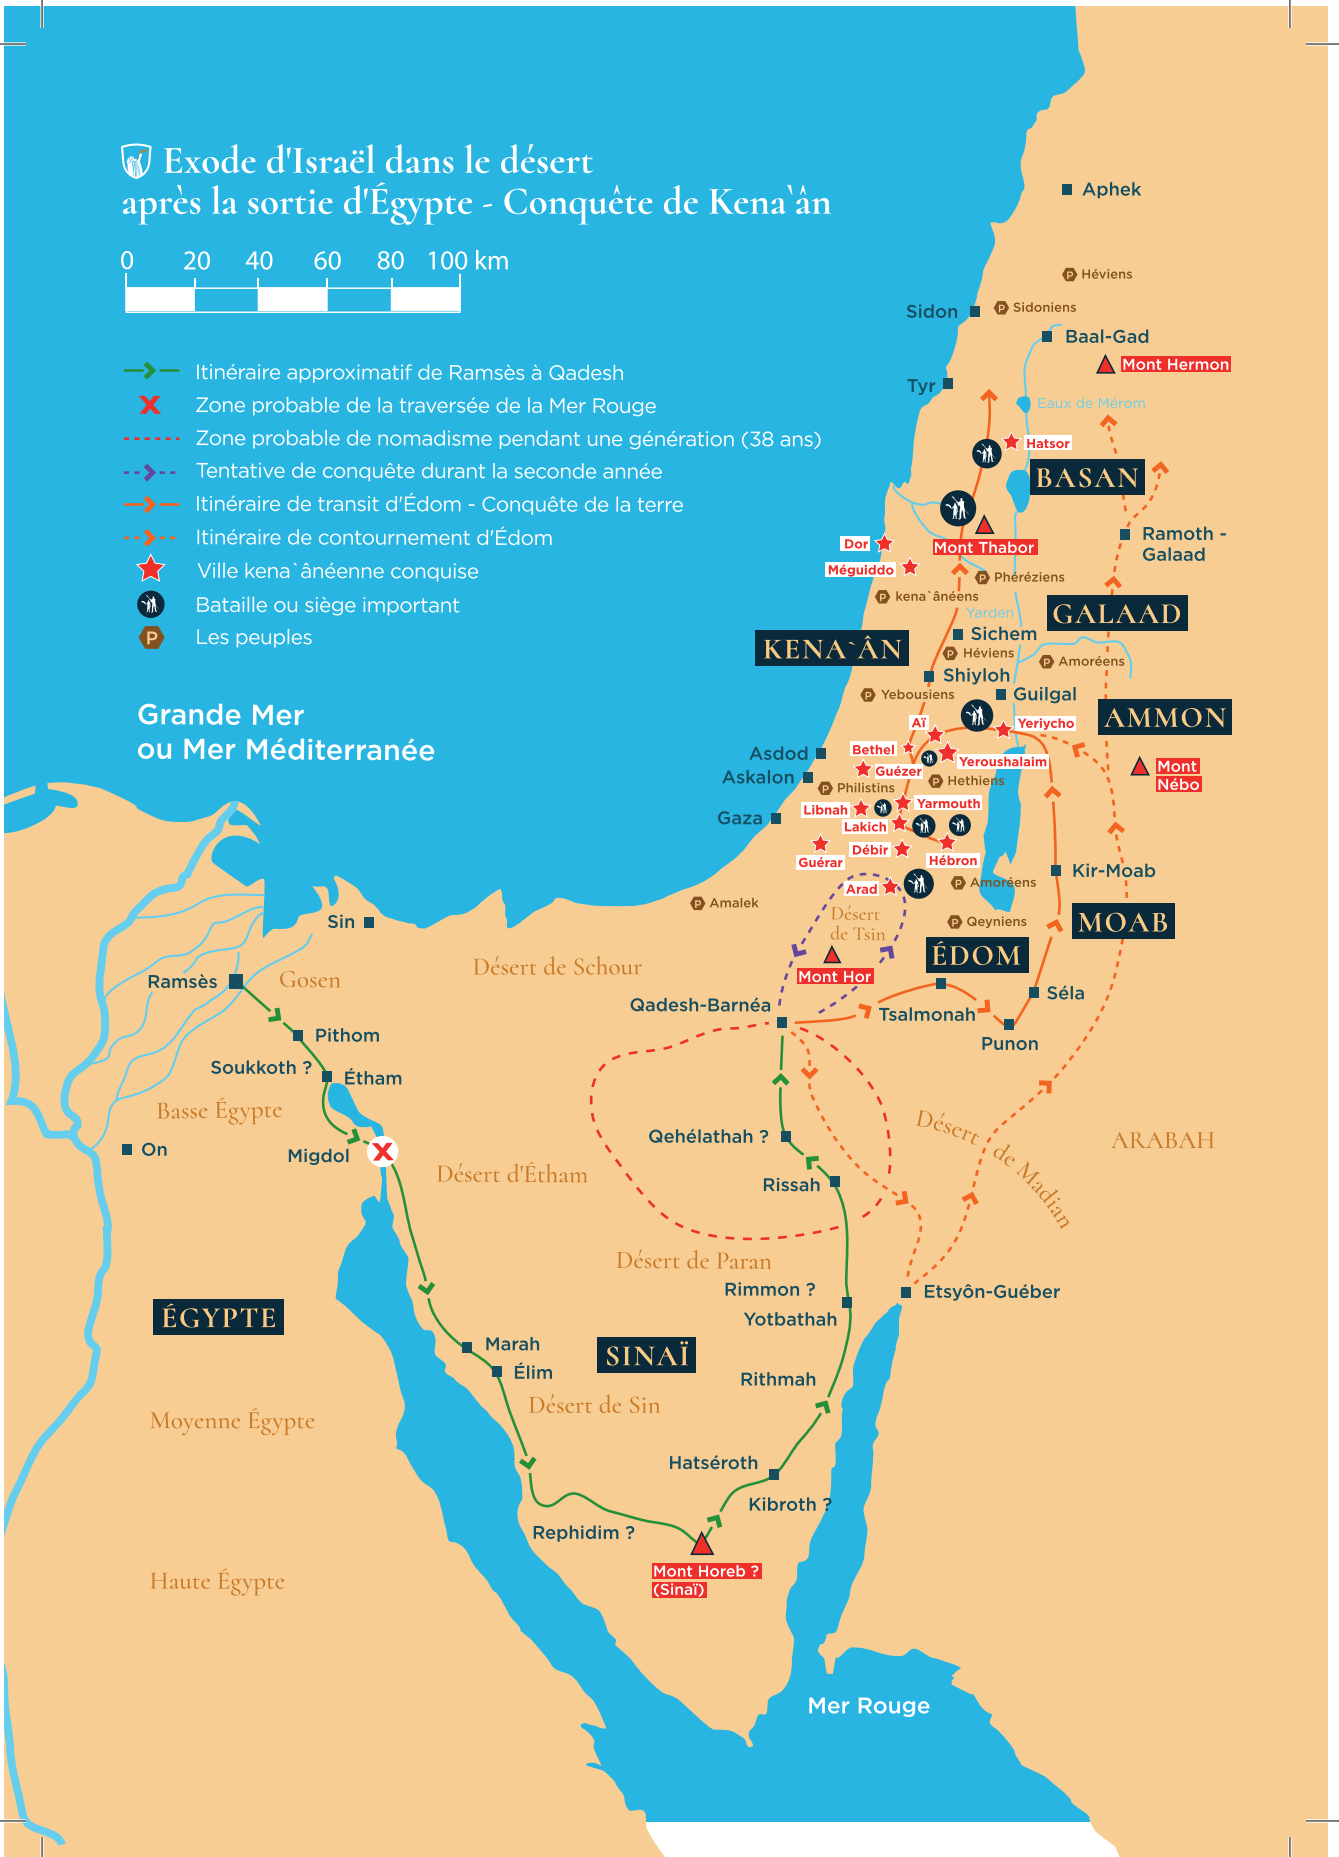 Exode d'Israël dans le désert
après la sortie d'Égypte - Conquête de Kena`ân
0 20 40 60 80 100 km
Itinéraire approximatif de Ramsès à Qadesh
X Zone probable de la traversée de la Mer Rouge
Zone probable de nomadisme pendant une génération (38 ans)
Tentative de conquête durant la seconde année
Itinéraire de transit d'Édom - Conquête de la terre
Itinéraire de contournement d'Édom
Ville kena`ânéenne conquise
Bataille ou siège important
P Les peuples
Grande Mer
ou Mer Méditerranée
Aphek
P Héviens
Sidon
P Sidoniens
Baal-Gad
Mont Hermon
Tyr
Eaux de Mérom
Hatsor
BASAN
Ramoth -
Galaad
Dor
Mont Thabor
Méguiddo
P Phéréziens
P kena`ânéens
Yarden
GALAAD
KENA`ÂN
Sichem
P Héviens
P Amoréens
Shiyloh
P Yebousiens
Guilgal
AMMON
Aï
Yeriycho
Bethel
Asdod
Yeroushalaim
Mont
Nébo
Guézer
Askalon
P Hethiens
P Philistins
Libnah
Yarmouth
Gaza
Lakich
Débir
Hébron
Guérar
Kir-Moab
Arad
P Amoréens
P Amalek
Désert
de Tsin
P Qeyniens
MOAB
ÉDOM
Mont Hor
Sin
Désert de Schour
Ramsès
Gosen
Qadesh-Barnéa
Séla
Tsalmonah
Punon
Pithom
Soukkoth ?
Étham
Basse Égypte
On
Migdol
X
Désert d'Étham
Qehélathah ?
Rissah
Désert de Madian
ARABAH
Désert de Paran
Rimmon ?
Yotbathah
Etsyôn-Guéber
ÉGYPTE
SINAÏ
Marah
Élim
Rithmah
Désert de Sin
Moyenne Égypte
Hatséroth
Kibroth ?
Rephidim ?
Mont Horeb ?
(Sinaï)
Haute Égypte
Mer Rouge